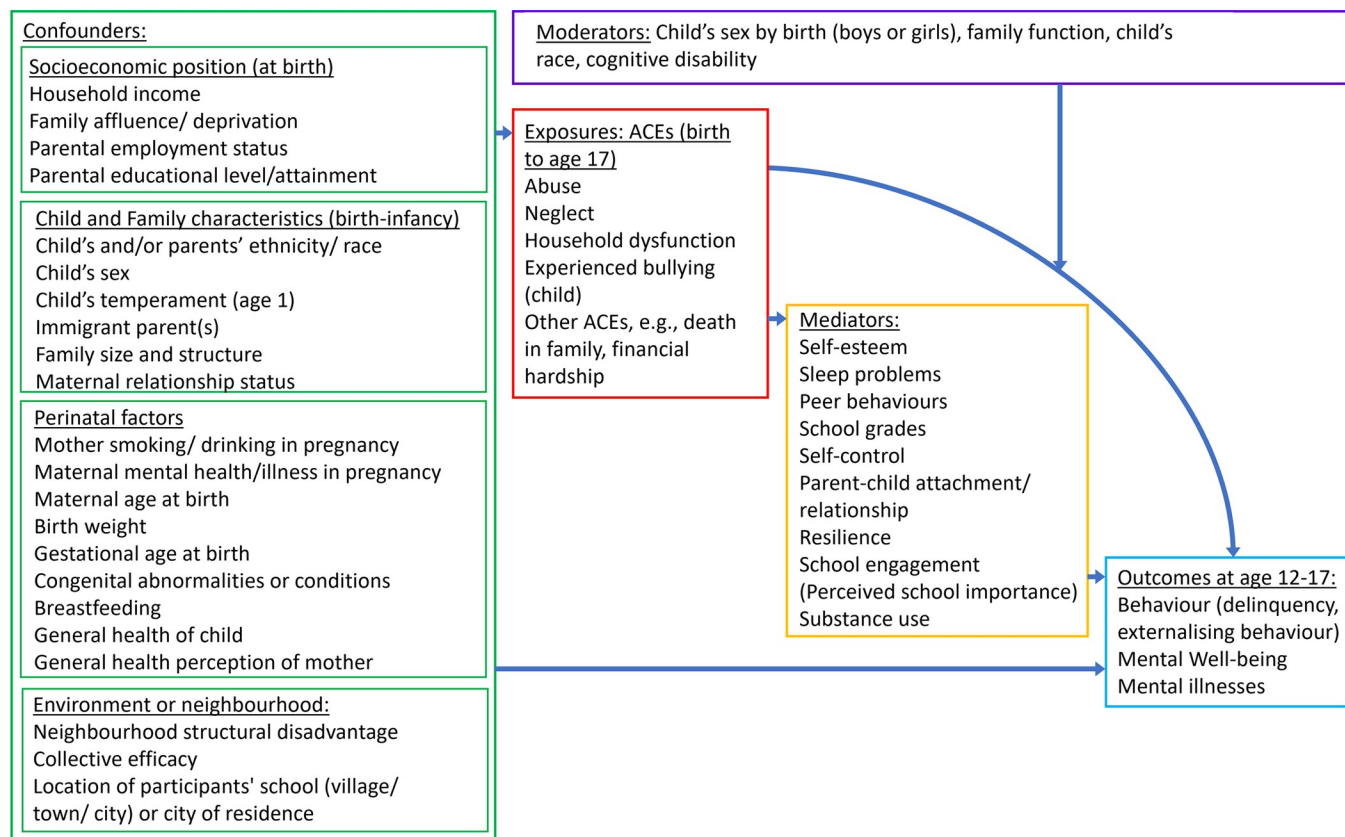 Confounders:
Socioeconomic position (at birth)
Household income
Family affluence/ deprivation
Parental employment status
Parental educational level/attainment
Child and Family characteristics (birth-infancy)
Child's and/or parents' ethnicity/ race
Child's sex
Child's temperament (age 1)
Immigrant parent(s)
Family size and structure
Maternal relationship status
Perinatal factors
Mother smoking/ drinking in pregnancy
Maternal mental health/illness in pregnancy
Maternal age at birth
Birth weight
Gestational age at birth
Congenital abnormalities or conditions
Breastfeeding
General health of child
General health perception of mother
Environment or neighbourhood:
Neighbourhood structural disadvantage
Collective efficacy
Location of participants' school (village/
town/ city) or city of residence
Moderators: Child's sex by birth (boys or girls), family function, child's
race, cognitive disability
Exposures: ACEs (birth
to age 17)
Abuse
Neglect
Household dysfunction
Experienced bullying
(child)
Other ACEs, e.g., death
in family, financial
hardship
Mediators:
Self-esteem
Sleep problems
Peer behaviours
School grades
Self-control
Parent-child attachment/
relationship
Resilience
School engagement
(Perceived school importance)
Substance use
Outcomes at age 12-17:
Behaviour (delinquency,
externalising behaviour)
Mental Well-being
Mental illnesses